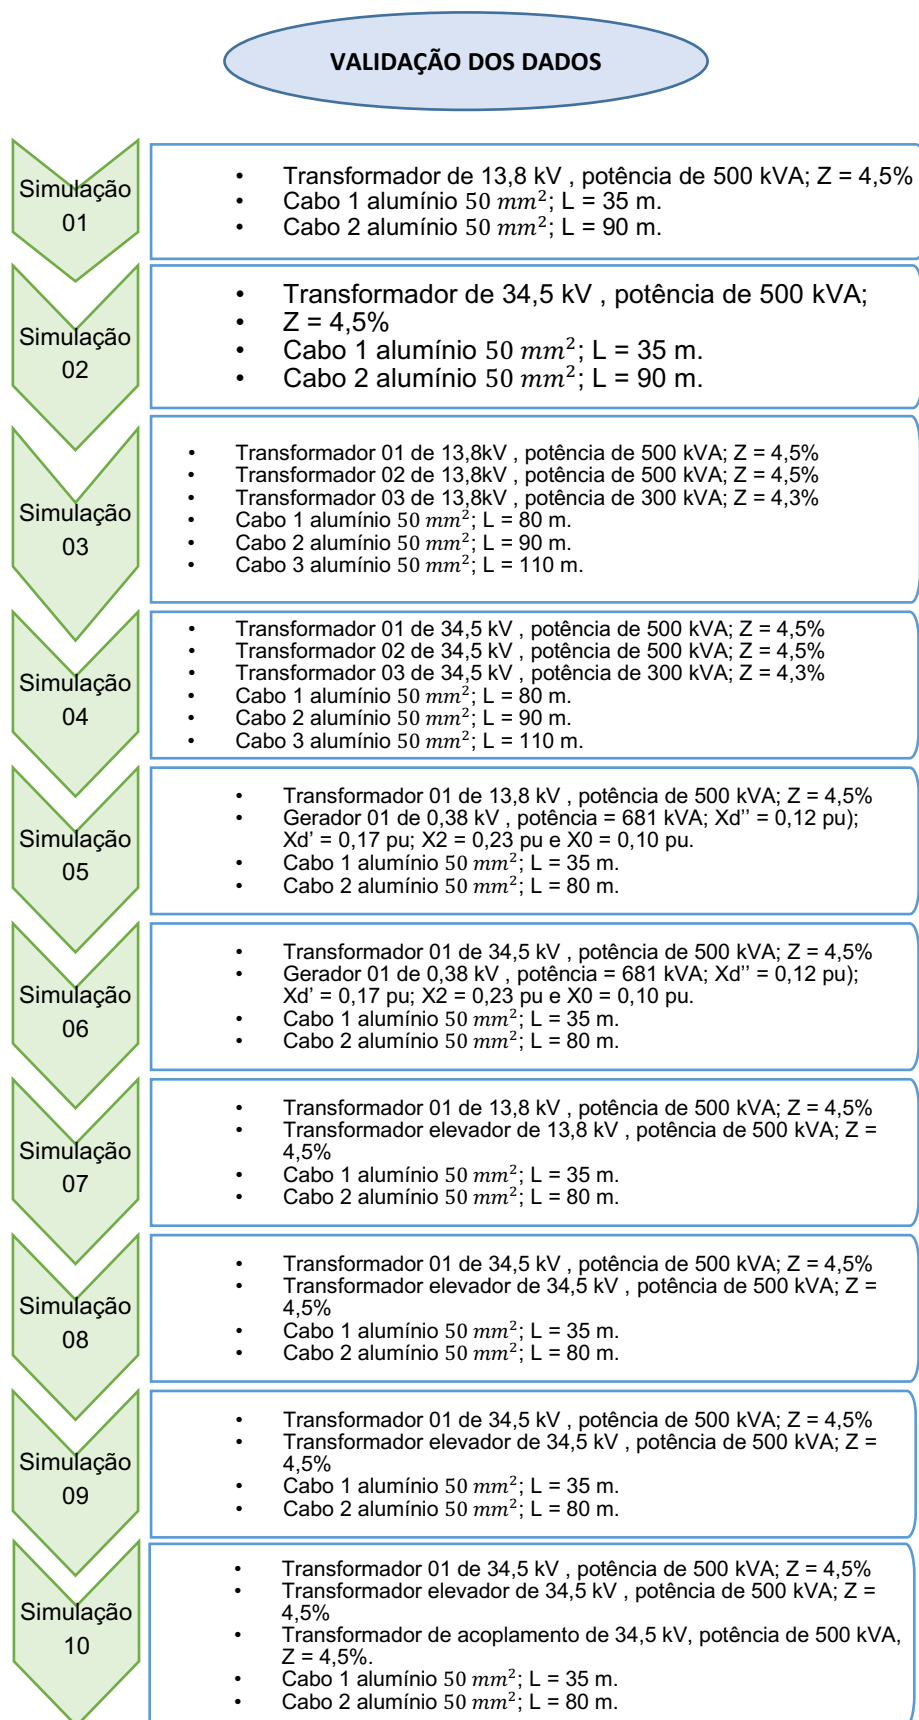 VALIDAÇÃO DOS DADOS
Simulação
01
• Transformador de 13,8 kV , potência de 500 kVA; Z = 4,5%
• Cabo 1 alumínio 50 mm²; L = 35 m.
• Cabo 2 alumínio 50 mm²; L = 90 m.
Simulação
02
• Transformador de 34,5 kV , potência de 500 kVA;
• Z = 4,5%
• Cabo 1 alumínio 50 mm²; L = 35 m.
• Cabo 2 alumínio 50 mm²; L = 90 m.
Simulação
03
• Transformador 01 de 13,8kV , potência de 500 kVA; Z = 4,5%
• Transformador 02 de 13,8kV , potência de 500 kVA; Z = 4,5%
• Transformador 03 de 13,8kV , potência de 300 kVA; Z = 4,3%
• Cabo 1 alumínio 50 mm²; L = 80 m.
• Cabo 2 alumínio 50 mm²; L = 90 m.
• Cabo 3 alumínio 50 mm²; L = 110 m.
Simulação
04
• Transformador 01 de 34,5 kV , potência de 500 kVA; Z = 4,5%
• Transformador 02 de 34,5 kV , potência de 500 kVA; Z = 4,5%
• Transformador 03 de 34,5 kV , potência de 300 kVA; Z = 4,3%
• Cabo 1 alumínio 50 mm²; L = 80 m.
• Cabo 2 alumínio 50 mm²; L = 90 m.
• Cabo 3 alumínio 50 mm²; L = 110 m.
Simulação
05
• Transformador 01 de 13,8 kV , potência de 500 kVA; Z = 4,5%
• Gerador 01 de 0,38 kV , potência = 681 kVA; Xd’’ = 0,12 pu);
Xd’ = 0,17 pu; X2 = 0,23 pu e X0 = 0,10 pu.
• Cabo 1 alumínio 50 mm²; L = 35 m.
• Cabo 2 alumínio 50 mm²; L = 80 m.
Simulação
06
• Transformador 01 de 34,5 kV , potência de 500 kVA; Z = 4,5%
• Gerador 01 de 0,38 kV , potência = 681 kVA; Xd’’ = 0,12 pu);
Xd’ = 0,17 pu; X2 = 0,23 pu e X0 = 0,10 pu.
• Cabo 1 alumínio 50 mm²; L = 35 m.
• Cabo 2 alumínio 50 mm²; L = 80 m.
Simulação
07
• Transformador 01 de 13,8 kV , potência de 500 kVA; Z = 4,5%
• Transformador elevador de 13,8 kV , potência de 500 kVA; Z =
4,5%
• Cabo 1 alumínio 50 mm²; L = 35 m.
• Cabo 2 alumínio 50 mm²; L = 80 m.
Simulação
08
• Transformador 01 de 34,5 kV , potência de 500 kVA; Z = 4,5%
• Transformador elevador de 34,5 kV , potência de 500 kVA; Z =
4,5%
• Cabo 1 alumínio 50 mm²; L = 35 m.
• Cabo 2 alumínio 50 mm²; L = 80 m.
Simulação
09
• Transformador 01 de 34,5 kV , potência de 500 kVA; Z = 4,5%
• Transformador elevador de 34,5 kV , potência de 500 kVA; Z =
4,5%
• Cabo 1 alumínio 50 mm²; L = 35 m.
• Cabo 2 alumínio 50 mm²; L = 80 m.
Simulação
10
• Transformador 01 de 34,5 kV , potência de 500 kVA; Z = 4,5%
• Transformador elevador de 34,5 kV , potência de 500 kVA; Z =
4,5%
• Transformador de acoplamento de 34,5 kV, potência de 500 kVA,
Z = 4,5%.
• Cabo 1 alumínio 50 mm²; L = 35 m.
• Cabo 2 alumínio 50 mm²; L = 80 m.